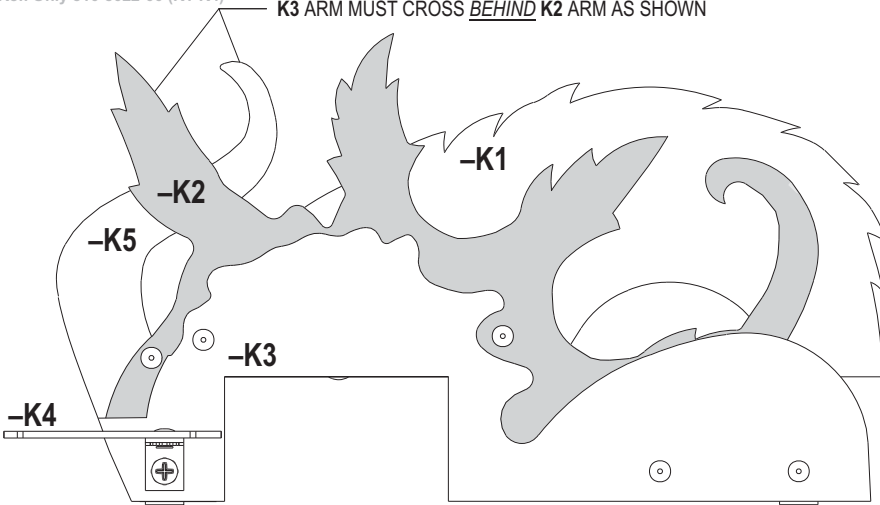 K3 ARM MUST CROSS BEHIND K2 ARM AS SHOWN
–K1
–K2
–K5
–K3
–K4